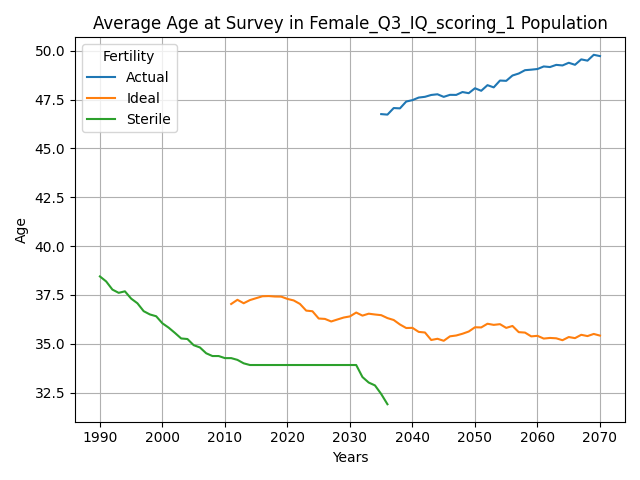 Average Age at Survey in Female_Q3_IQ_scoring_1 Population
Fertility
Actual
Ideal
Sterile
Age
50.0
47.5
45.0
42.5
40.0
37.5
35.0
32.5
1990 2000 2010 2020 2030 2040 2050 2060 2070
Years